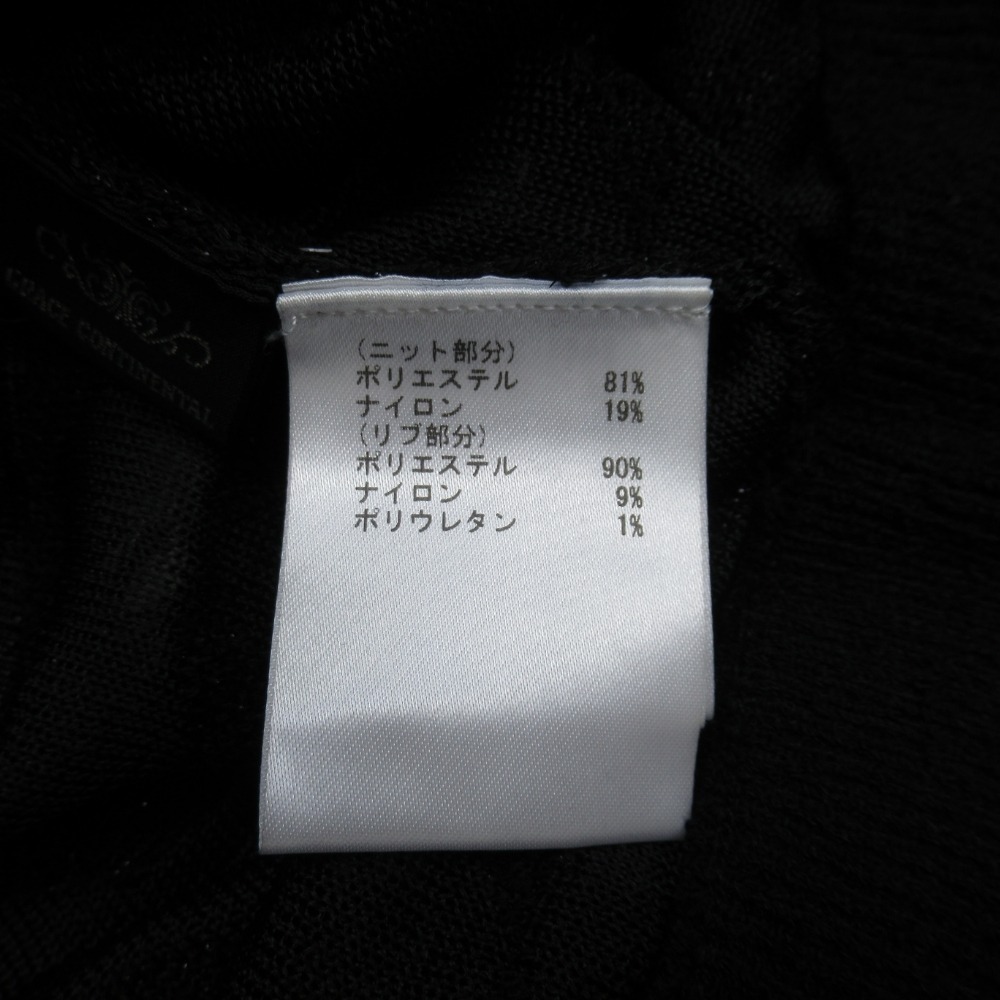 GRACE CONTINENTAL
（ニット部分）
ポリエステル 81%
ナイロン 19%
（リブ部分）
ポリエステル 90%
ナイロン 9%
ポリウレタン 1%